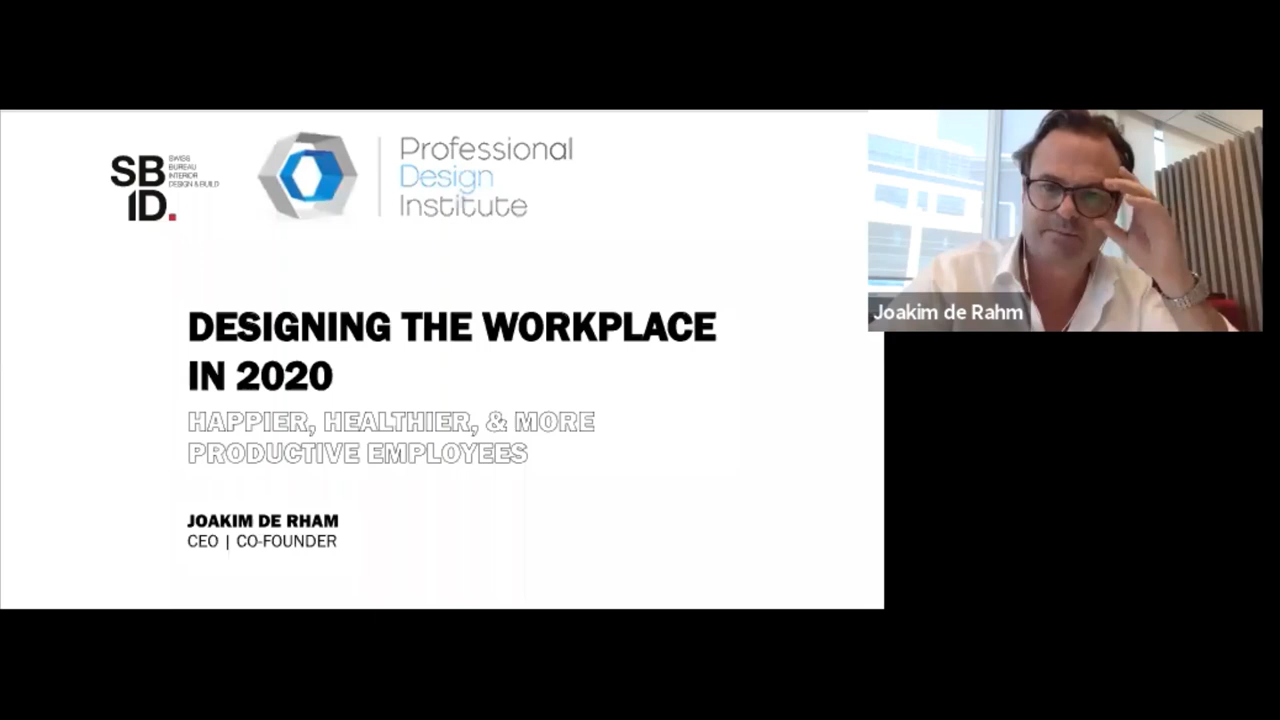 SB
ID.
SWISS
BUREAU
INTERIOR
DESIGN & BUILD
Professional
Design
Institute
DESIGNING THE WORKPLACE
IN 2020
HAPPIER, HEALTHIER, & MORE
PRODUCTIVE EMPLOYEES
JOAKIM DE RHAM
CEO | CO-FOUNDER
Joakim de Rahm